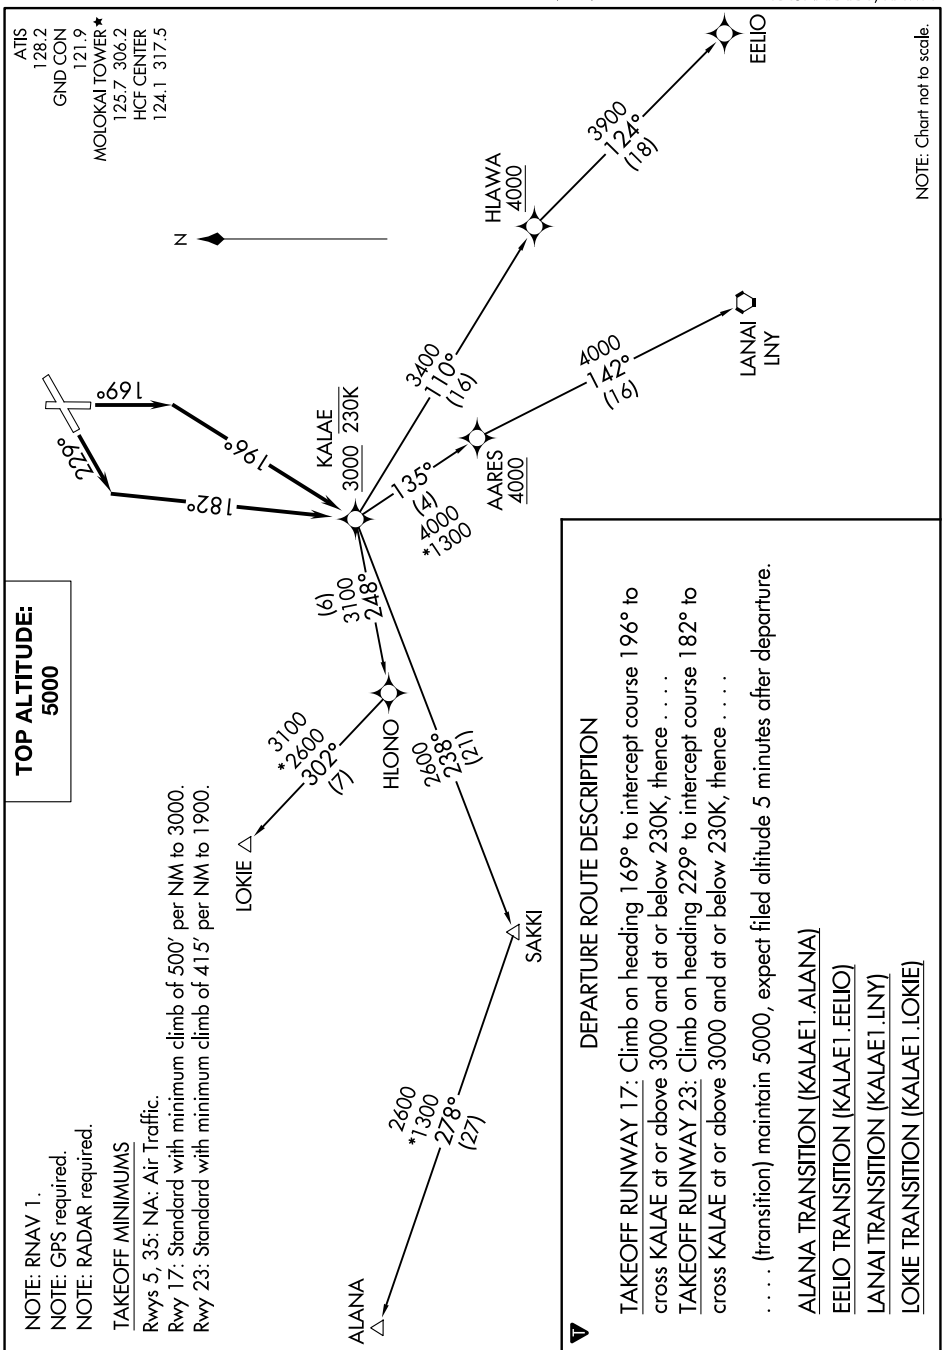 TOP ALTITUDE:
5000
ATIS
128.2
GND CON
121.9
MOLOKAI TOWER★
125.7 306.2
HCF CENTER
124.1 317.5
NOTE: RNAV 1.
NOTE: GPS required.
NOTE: RADAR required.
TAKEOFF MINIMUMS
Rwys 5, 35: NA: Air Traffic.
Rwy 17: Standard with minimum climb of 500' per NM to 3000.
Rwy 23: Standard with minimum climb of 415' per NM to 1900.
N
229°
169°
182°
196°
KALAE
3000 230K
3400
110°
(16)
HLAWA
4000
3900
124°
(18)
EELIO
135°
(4)
4000
*1300
AARES
4000
4000
142°
(16)
LANAI
LNY
(6)
3100
248°
HLONO
3100
*2600
302°
(7)
LOKIE
2600
238°
(21)
SAKKI
2600
*1300
278°
(27)
ALANA
NOTE: Chart not to scale.
DEPARTURE ROUTE DESCRIPTION
T
TAKEOFF RUNWAY 17: Climb on heading 169° to intercept course 196° to
cross KALAE at or above 3000 and at or below 230K, thence . . . .
TAKEOFF RUNWAY 23: Climb on heading 229° to intercept course 182° to
cross KALAE at or above 3000 and at or below 230K, thence . . . .
. . . . (transition) maintain 5000, expect filed altitude 5 minutes after departure.
ALANA TRANSITION (KALAE1.ALANA)
EELIO TRANSITION (KALAE1.EELIO)
LANAI TRANSITION (KALAE1.LNY)
LOKIE TRANSITION (KALAE1.LOKIE)